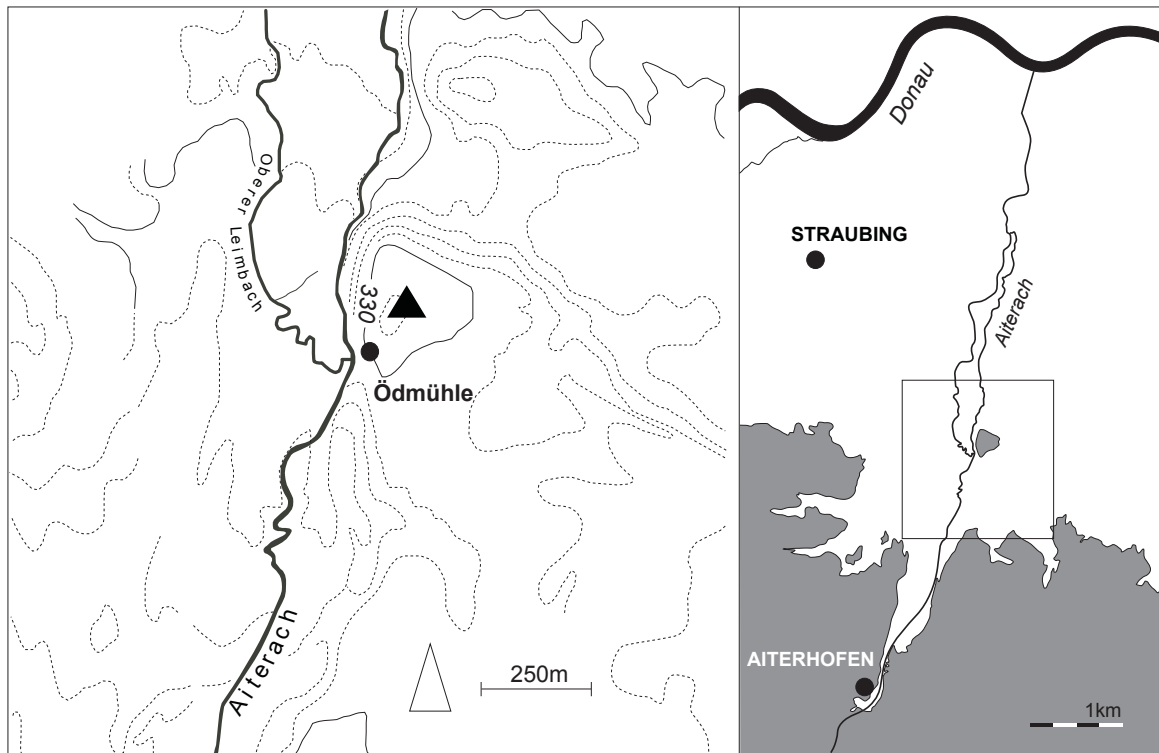 Oberer Leimbach
330
Ödmühle
Aiterach
250m
Donau
STRAUBING
Aiterach
AITERHOFEN
1km